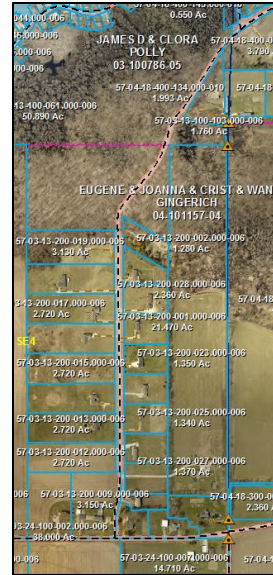 044.000-006
0.550 Ac
JAMES D & CLORA
POLLY
03-100786-05
57-04-18-400-0
3.790
000-006
57-04-18-400-134.000-010
1.993 Ac
57-04-18
13-100-061.000-006
50.890 Ac
57-03-13-100-103.000-006
1.760 Ac
EUGENE & JOANNA & CRIST & WAN
GINGERICH
04-101157-04
57-03-13-200-019.000-006
3.130 Ac
57-03-13-200-002.000-006
1.280 Ac
57-03-13-200-028.000-006
2.360 Ac
3-13-200-017.000-006
2.720 Ac
57-04-18
57-03-13-200-001.000-006
21.470 Ac
SE4
57-03-13-200-015.000-006
2.720 Ac
57-03-13-200-023.000-006
1.350 Ac
3-13-200-013.000-006
2.720 Ac
57-03-13-200-025.000-006
1.340 Ac
57-03-13-200-012.000-006
2.720 Ac
57-03-13-200-027.000-006
1.370 Ac
006
57-03-13-200-009.000-006
3.150 Ac
57-04-18-300-0
2.360
03-24-100-002.000-006
38.000 Ac
0-006
57-03-24-100-007.000-006
14.710 Ac
57-04-